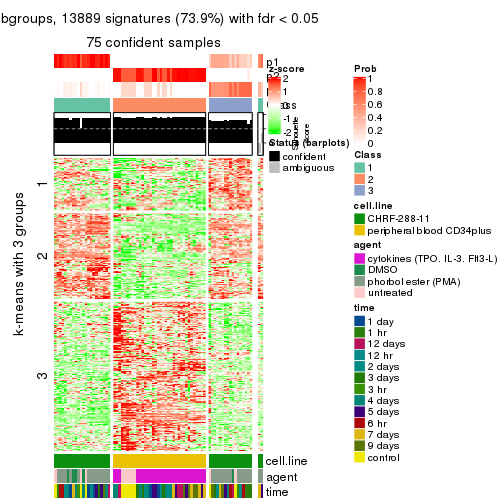 bgroups, 13889 signatures (73.9%) with fdr < 0.05
75 confident samples
p1
z-score
2
1
0
-1
-2
Silhouette
score
Status (barplots)
confident
ambiguous
1
2
3
k-means with 3 groups
cell.line
agent
time
Prob
1
0.8
0.6
0.4
0.2
0
Class
1
2
3
cell.line
CHRF-288-11
peripheral blood CD34plus
agent
cytokines (TPO, IL-3, Flt3-L)
DMSO
phorbol ester (PMA)
untreated
time
1 day
1 hr
12 days
12 hr
2 days
3 days
3 hr
4 days
5 days
6 hr
7 days
9 days
control